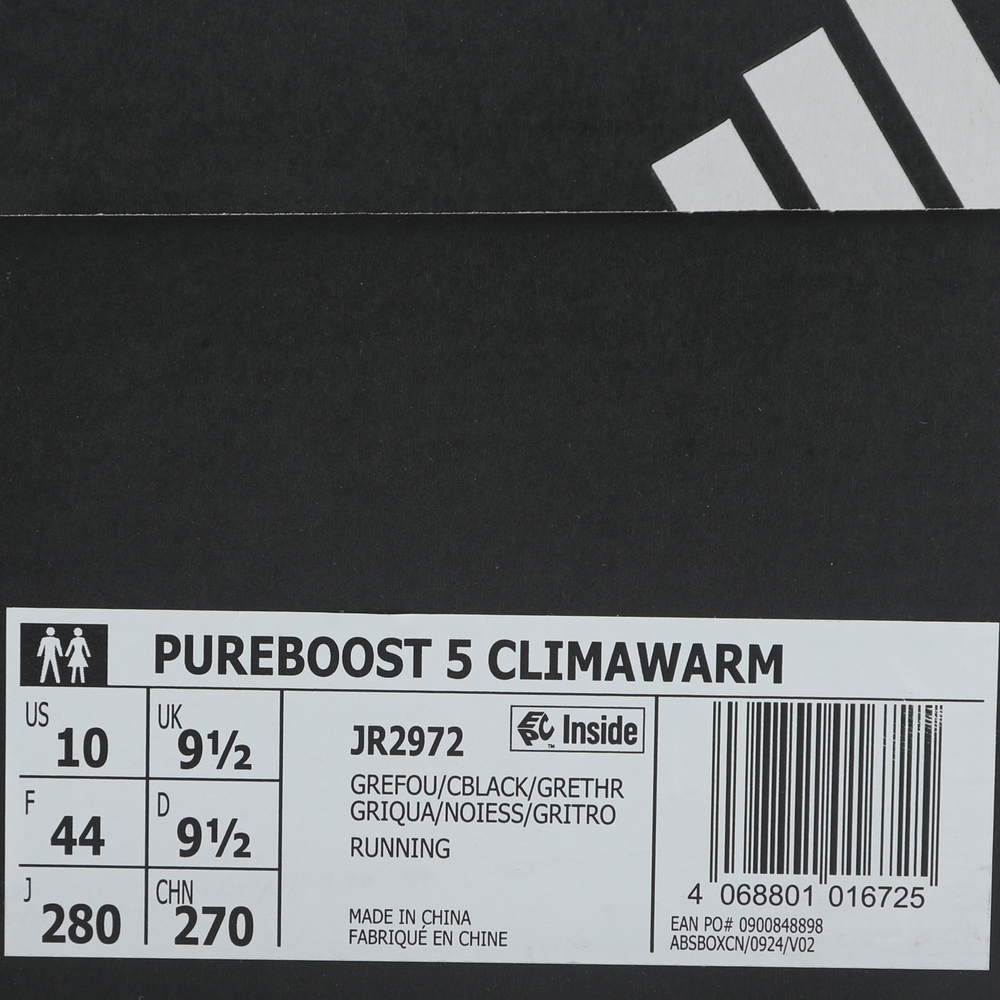 PUREBOOST 5 CLIMAWARM
US 10 UK 9½
F 44 D 9½
J 280 CHN 270
JR2972
EPC™ Inside
GREFOU/CBLACK/GRETHR
GRIQUA/NOIESS/GRITRO
RUNNING
MADE IN CHINA
FABRIQUÉ EN CHINE
4 068801 016725
EAN PO# 0900848898
ABSBOXCN/0924/V02